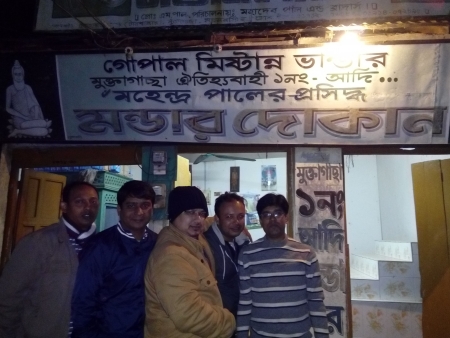 গোপাল মিষ্টান্ন ভান্ডার
মুক্তাগাছা ঐতিহ্যবাহী ১নং- আদি...
মহেন্দ্র পালের প্রসিদ্ধ
মন্ডার দোকান
মুক্তাগাছা
১নং
আদি